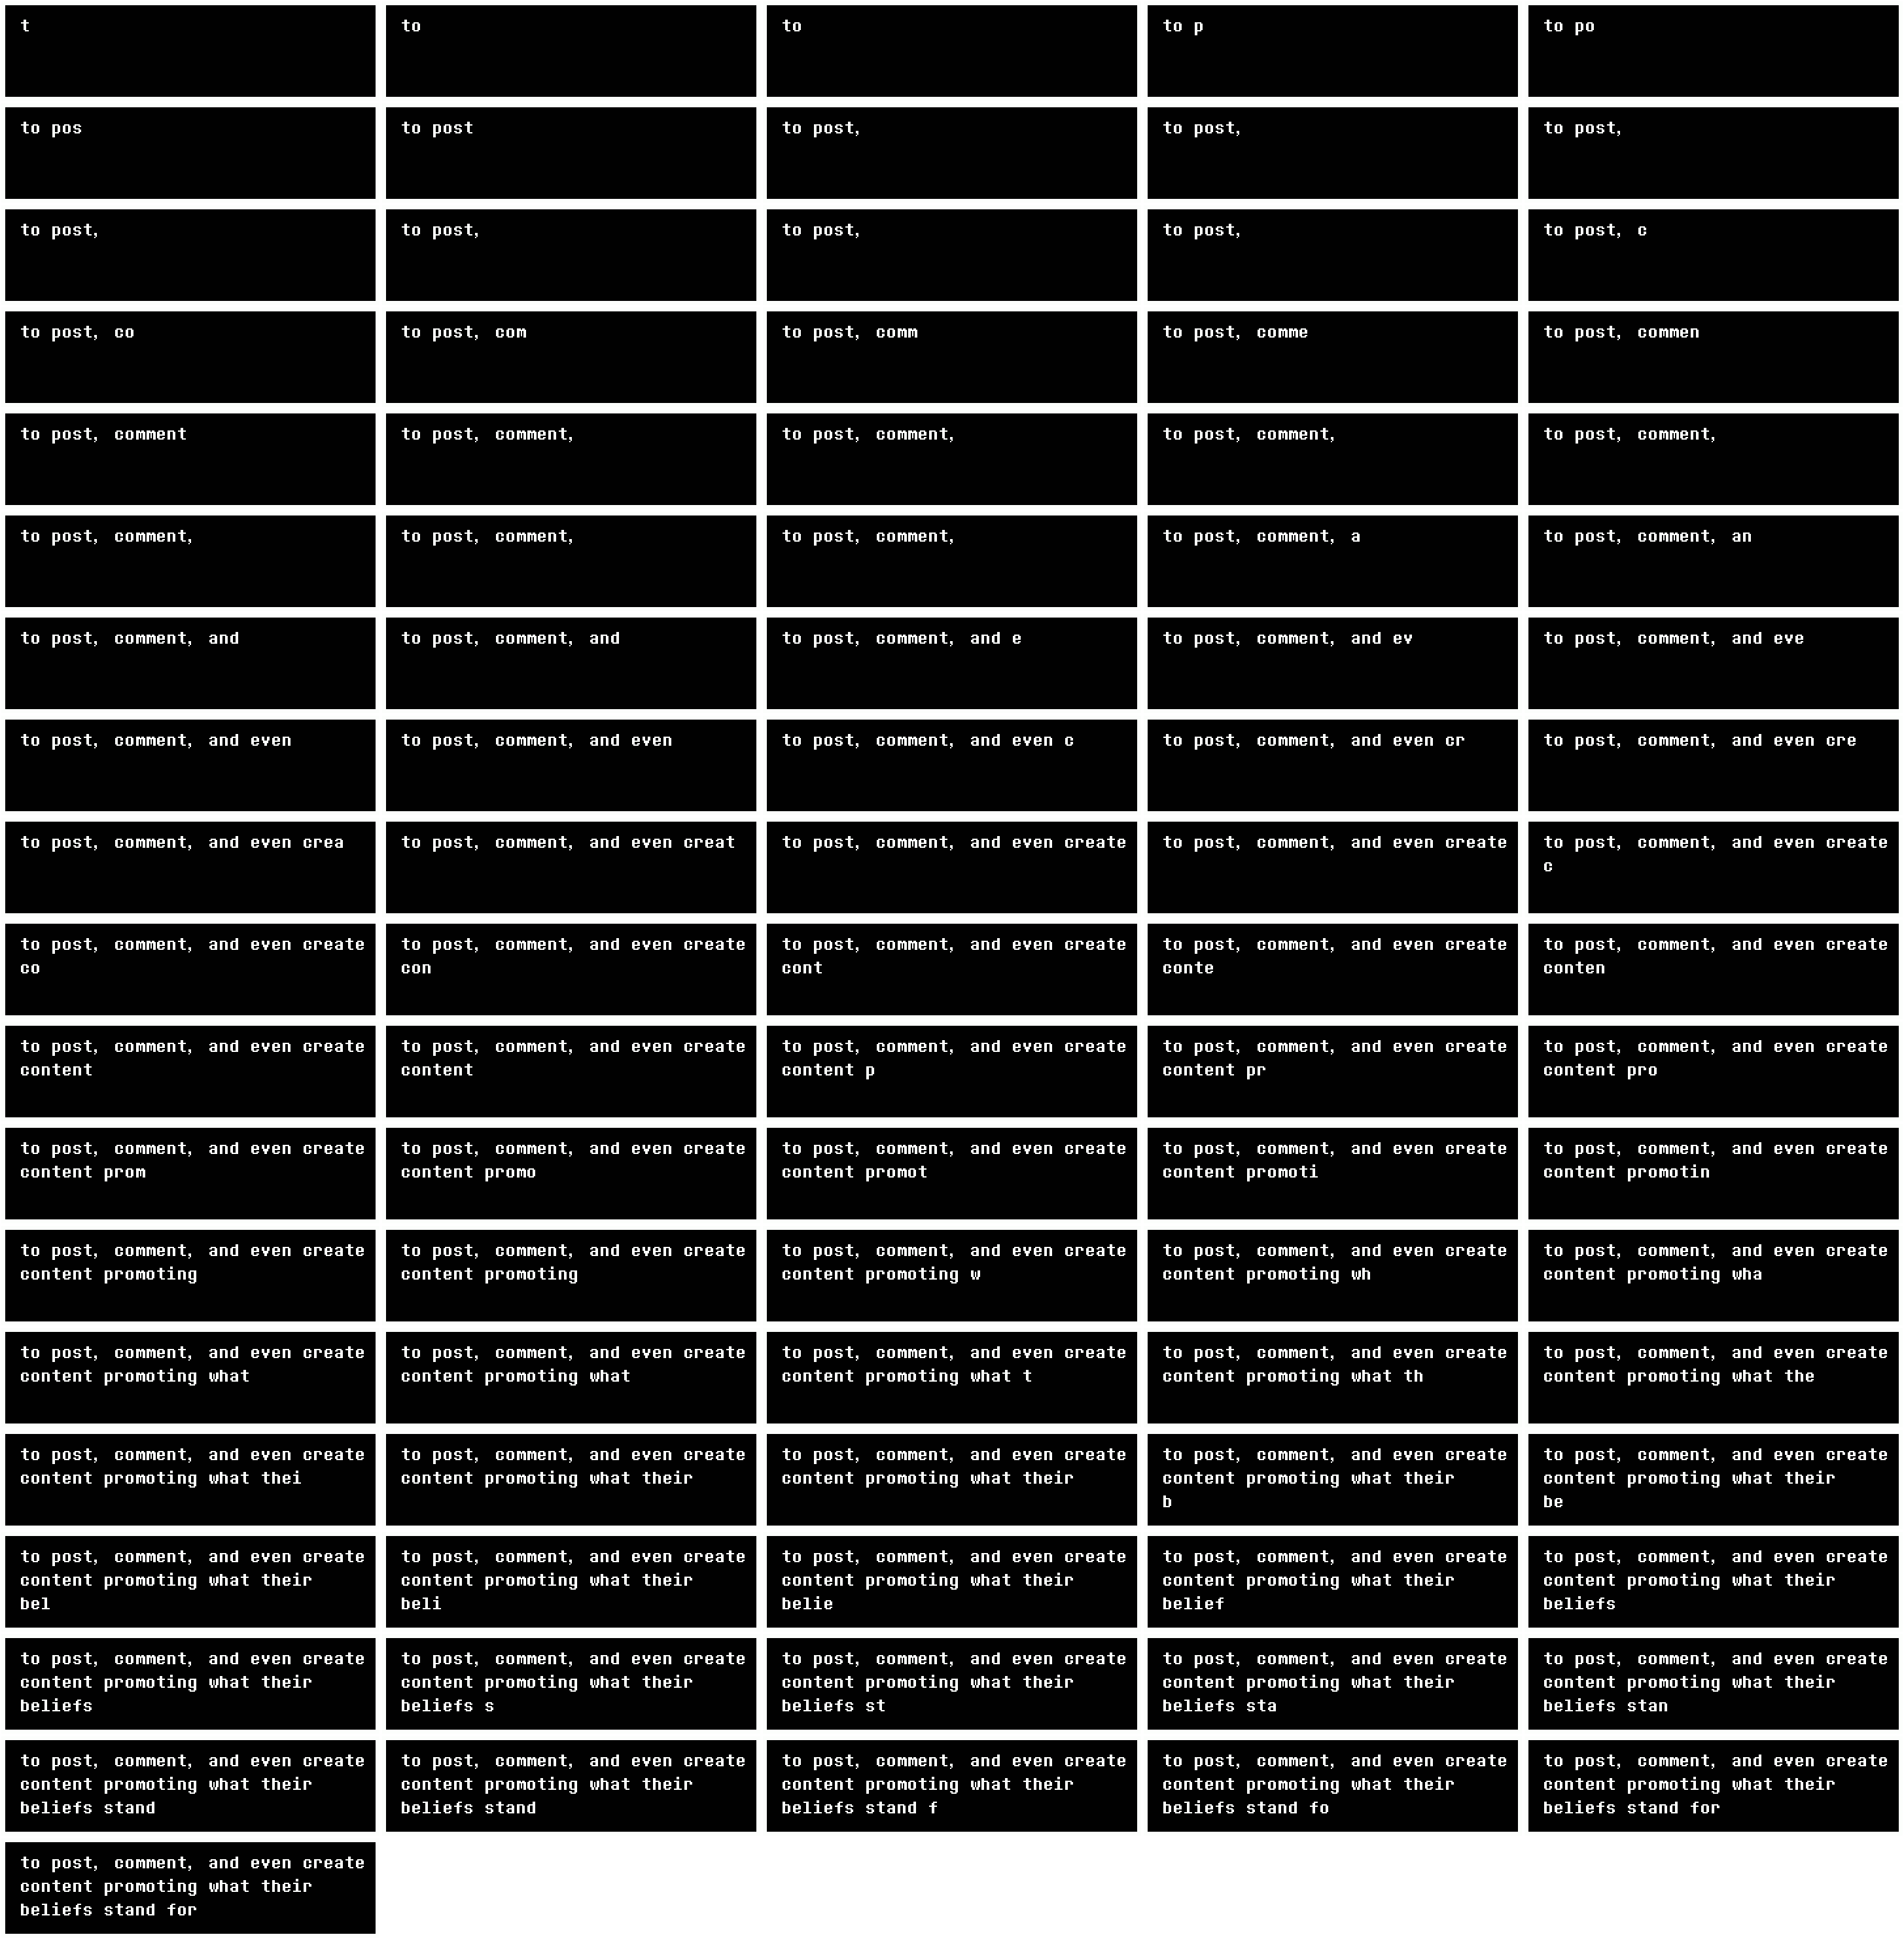 t
to
to
to p
to po
to pos
to post
to post,
to post,
to post,
to post,
to post,
to post,
to post,
to post, c
to post, co
to post, com
to post, comm
to post, comme
to post, commen
to post, comment
to post, comment,
to post, comment,
to post, comment,
to post, comment,
to post, comment,
to post, comment,
to post, comment,
to post, comment, a
to post, comment, an
to post, comment, and
to post, comment, and
to post, comment, and e
to post, comment, and ev
to post, comment, and eve
to post, comment, and even
to post, comment, and even
to post, comment, and even c
to post, comment, and even cr
to post, comment, and even cre
to post, comment, and even crea
to post, comment, and even creat
to post, comment, and even create
to post, comment, and even create
to post, comment, and even create
c
to post, comment, and even create
co
to post, comment, and even create
con
to post, comment, and even create
cont
to post, comment, and even create
conte
to post, comment, and even create
conten
to post, comment, and even create
content
to post, comment, and even create
content
to post, comment, and even create
content p
to post, comment, and even create
content pr
to post, comment, and even create
content pro
to post, comment, and even create
content prom
to post, comment, and even create
content promo
to post, comment, and even create
content promot
to post, comment, and even create
content promoti
to post, comment, and even create
content promotin
to post, comment, and even create
content promoting
to post, comment, and even create
content promoting
to post, comment, and even create
content promoting w
to post, comment, and even create
content promoting wh
to post, comment, and even create
content promoting wha
to post, comment, and even create
content promoting what
to post, comment, and even create
content promoting what
to post, comment, and even create
content promoting what t
to post, comment, and even create
content promoting what th
to post, comment, and even create
content promoting what the
to post, comment, and even create
content promoting what thei
to post, comment, and even create
content promoting what their
to post, comment, and even create
content promoting what their
to post, comment, and even create
content promoting what their
b
to post, comment, and even create
content promoting what their
be
to post, comment, and even create
content promoting what their
bel
to post, comment, and even create
content promoting what their
beli
to post, comment, and even create
content promoting what their
belie
to post, comment, and even create
content promoting what their
belief
to post, comment, and even create
content promoting what their
beliefs
to post, comment, and even create
content promoting what their
beliefs
to post, comment, and even create
content promoting what their
beliefs s
to post, comment, and even create
content promoting what their
beliefs st
to post, comment, and even create
content promoting what their
beliefs sta
to post, comment, and even create
content promoting what their
beliefs stan
to post, comment, and even create
content promoting what their
beliefs stand
to post, comment, and even create
content promoting what their
beliefs stand
to post, comment, and even create
content promoting what their
beliefs stand f
to post, comment, and even create
content promoting what their
beliefs stand fo
to post, comment, and even create
content promoting what their
beliefs stand for
to post, comment, and even create
content promoting what their
beliefs stand for